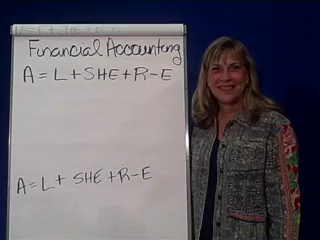 Financial Accounting
A = L + SHE + R - E
A = L + SHE + R - E